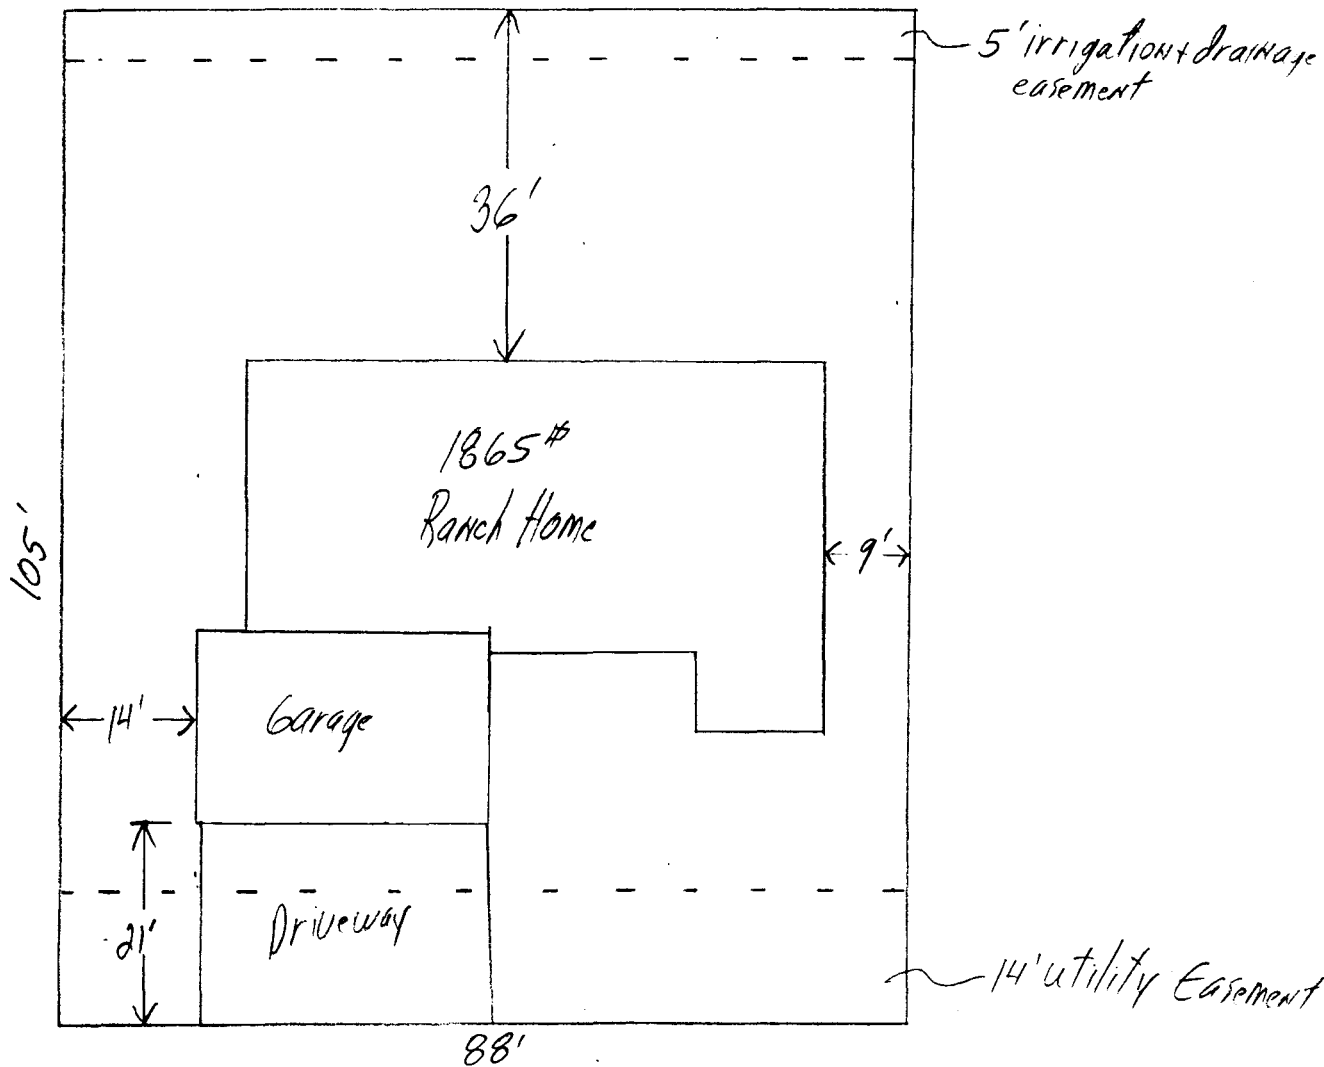 5' irrigation + drainage
easement
36'
1865#
Ranch Home
105'
9'
14'
Garage
21'
Driveway
14' Utility Easement
88'